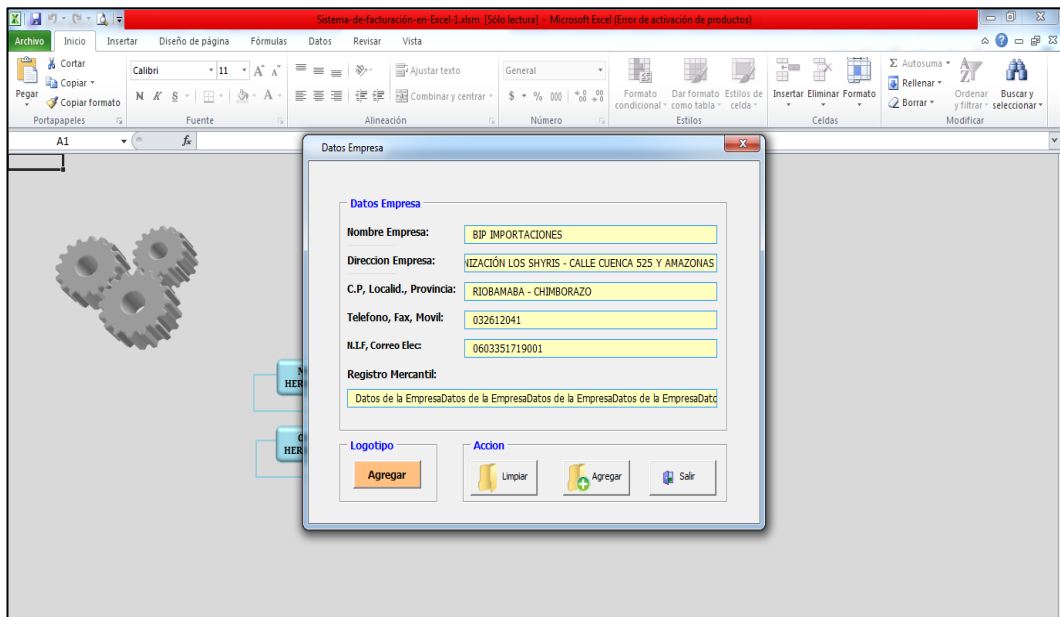 Sistema-de-facturación-en-Excel-1.xlsm [Sólo lectura] - Microsoft Excel (Error de activación de productos)
Archivo Inicio Insertar Diseño de página Fórmulas Datos Revisar Vista
Cortar
Copiar
Copiar formato
Pegar
Portapapeles
Calibri 11
N K S
Fuente
Ajustar texto
Combinar y centrar
Alineación
General
$ % 000
Número
Formato condicional
Dar formato como tabla
Estilos de celda
Estilos
Insertar Eliminar Formato
Celdas
Autosuma
Rellenar
Borrar
Ordenar y filtrar
Buscar y seleccionar
Modificar
A1 fx
Datos Empresa
Datos Empresa
Nombre Empresa: BIP IMPORTACIONES
Direccion Empresa: NIZACIÓN LOS SHYRIS - CALLE CUENCA 525 Y AMAZONAS
C.P, Localid., Provincia: RIOBAMABA - CHIMBORAZO
Telefono, Fax, Movil: 032612041
N.I.F, Correo Elec: 0603351719001
Registro Mercantil:
Datos de la EmpresaDatos de la EmpresaDatos de la EmpresaDatos de la EmpresaDatc
Logotipo
Agregar
Accion
Limpiar Agregar Salir
N
HER
HER